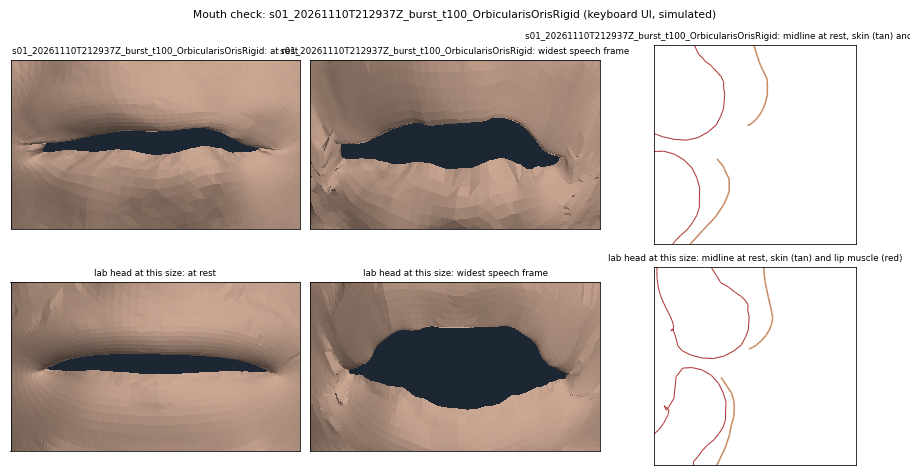 Mouth check: s01_20261110T212937Z_burst_t100_OrbicularisOrisRigid (keyboard UI, simulated)
s01_20261110T212937Z_burst_t100_OrbicularisOrisRigid: at rest
s01_20261110T212937Z_burst_t100_OrbicularisOrisRigid: widest speech frame
s01_20261110T212937Z_burst_t100_OrbicularisOrisRigid: midline at rest, skin (tan) and
lab head at this size: at rest
lab head at this size: widest speech frame
lab head at this size: midline at rest, skin (tan) and lip muscle (red)